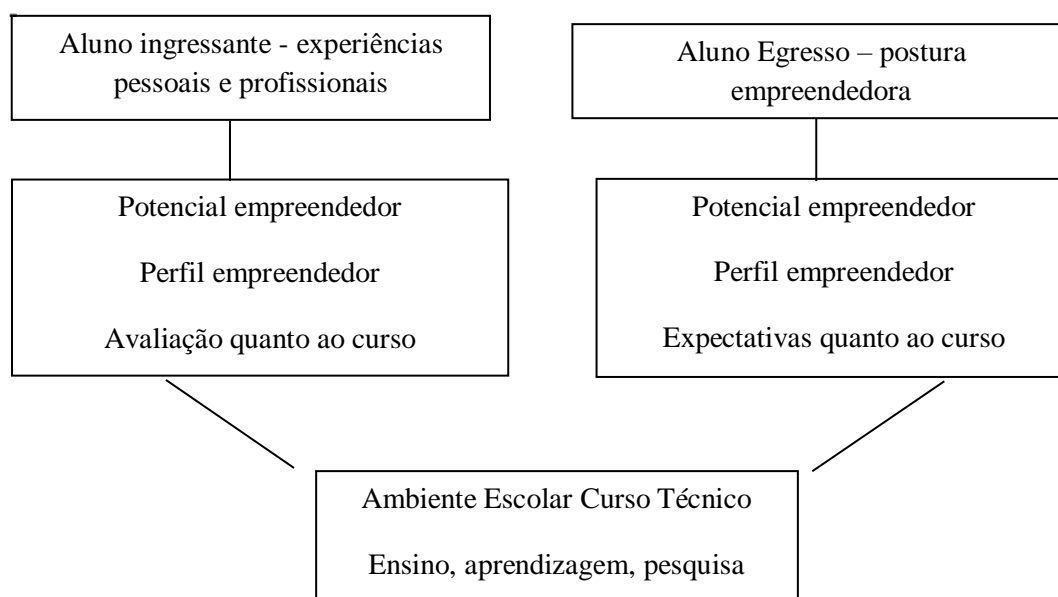 Aluno ingressante - experiências
pessoais e profissionais
Aluno Egresso – postura
empreendedora
Potencial empreendedor
Perfil empreendedor
Avaliação quanto ao curso
Potencial empreendedor
Perfil empreendedor
Expectativas quanto ao curso
Ambiente Escolar Curso Técnico
Ensino, aprendizagem, pesquisa